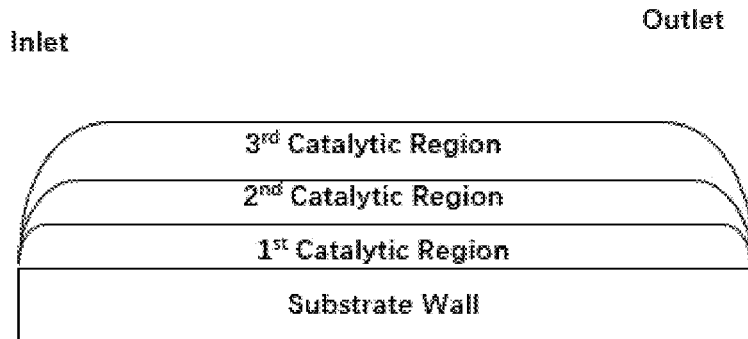 Outlet
Inlet
3rd Catalytic Region
2nd Catalytic Region
1st Catalytic Region
Substrate Wall